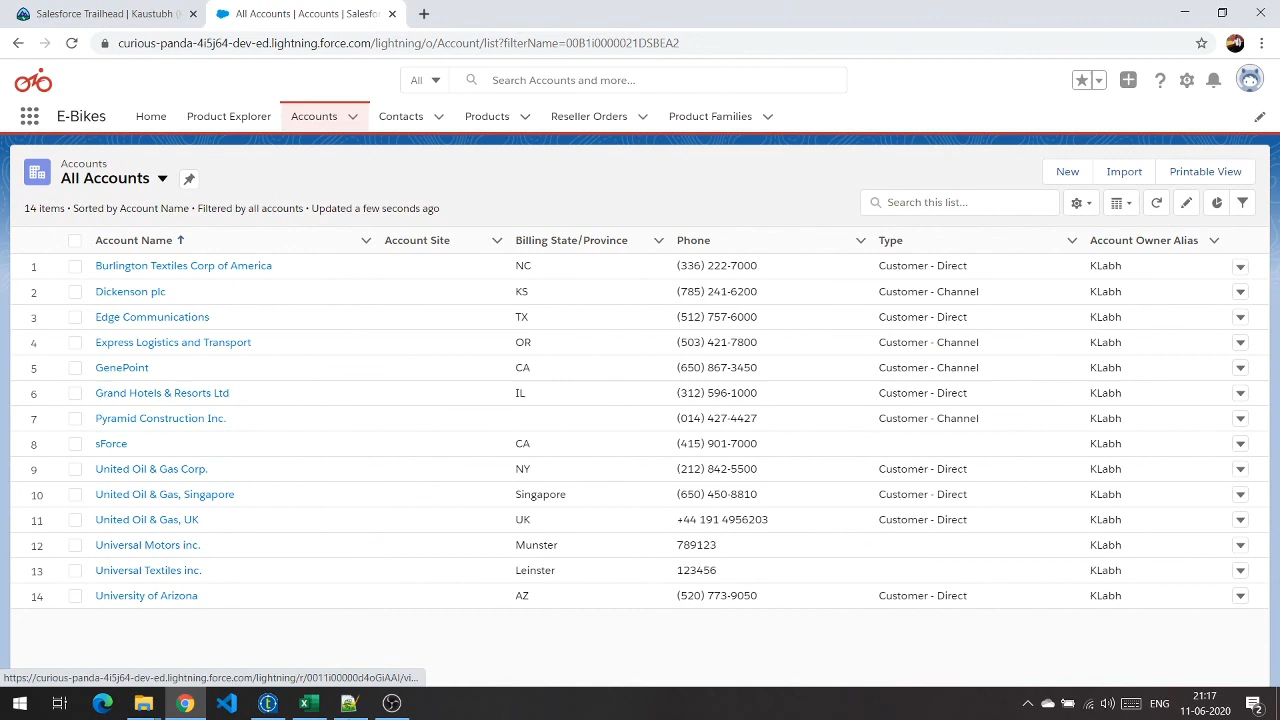 Salesforce Trailhead | Kaustubh (
All Accounts | Accounts | Salesfor
curious-panda-4i5j64-dev-ed.lightning.force.com/lightning/o/Account/list?filterName=00B1i0000021DSBEA2
All
Search Accounts and more...
E-Bikes
Home
Product Explorer
Accounts
Contacts
Products
Reseller Orders
Product Families
Accounts
All Accounts
New
Import
Printable View
14 items • Sorted by Account Name • Filtered by all accounts • Updated a few seconds ago
Search this list...
Account Name ↑ Account Site Billing State/Province Phone Type Account Owner Alias
1 Burlington Textiles Corp of America NC (336) 222-7000 Customer - Direct KLabh
2 Dickenson plc KS (785) 241-6200 Customer - Channel KLabh
3 Edge Communications TX (512) 757-6000 Customer - Direct KLabh
4 Express Logistics and Transport OR (503) 421-7800 Customer - Channel KLabh
5 GenePoint CA (650) 867-3450 Customer - Channel KLabh
6 Grand Hotels & Resorts Ltd IL (312) 596-1000 Customer - Direct KLabh
7 Pyramid Construction Inc. (014) 427-4427 Customer - Channel KLabh
8 sForce CA (415) 901-7000 KLabh
9 United Oil & Gas Corp. NY (212) 842-5500 Customer - Direct KLabh
10 United Oil & Gas, Singapore Singapore (650) 450-8810 Customer - Direct KLabh
11 United Oil & Gas, UK UK +44 191 4956203 Customer - Direct KLabh
12 Universal Motors inc. Munster 789123 KLabh
13 Universal Textiles inc. Leinster 123456 KLabh
14 University of Arizona AZ (520) 773-9050 Customer - Direct KLabh
https://curious-panda-4i5j64-dev-ed.lightning.force.com/lightning/r/0011i00000d4oGiAAI/vi...
ENG
21:17
11-06-2020
2